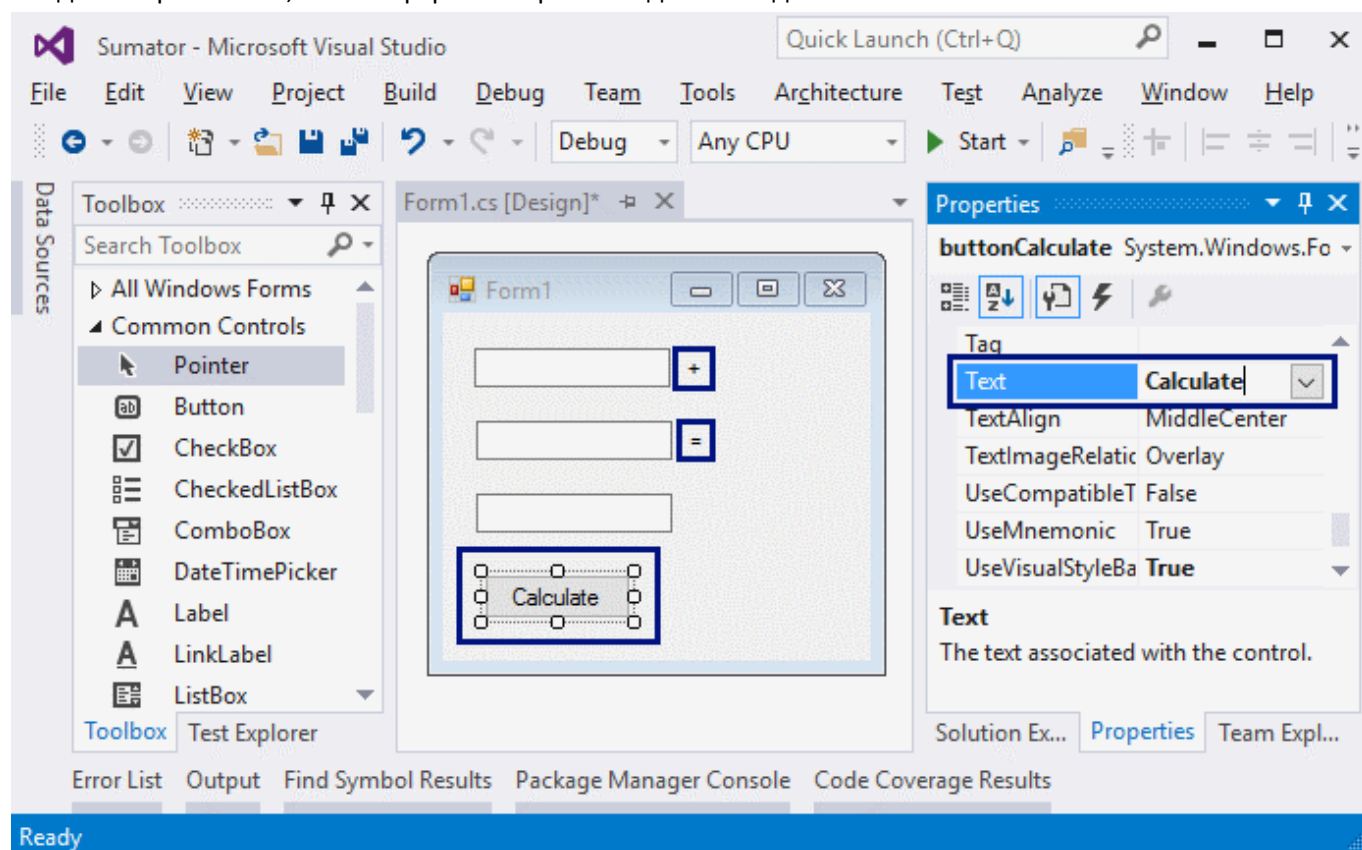 Sumator - Microsoft Visual Studio
Quick Launch (Ctrl+Q)
File Edit View Project Build Debug Team Tools Architecture Test Analyze Window Help
Debug Any CPU Start
Data Sources
Toolbox
Search Toolbox
All Windows Forms
Common Controls
Pointer
Button
CheckBox
CheckedListBox
ComboBox
DateTimePicker
Label
LinkLabel
ListBox
Toolbox Test Explorer
Form1.cs [Design]*
Form1
+
=
Calculate
Properties
buttonCalculate System.Windows.Fo
Tag
Text Calculate
TextAlign MiddleCenter
TextImageRelatic Overlay
UseCompatibleT False
UseMnemonic True
UseVisualStyleBa True
Text
The text associated with the control.
Solution Ex... Properties Team Expl...
Error List Output Find Symbol Results Package Manager Console Code Coverage Results
Ready